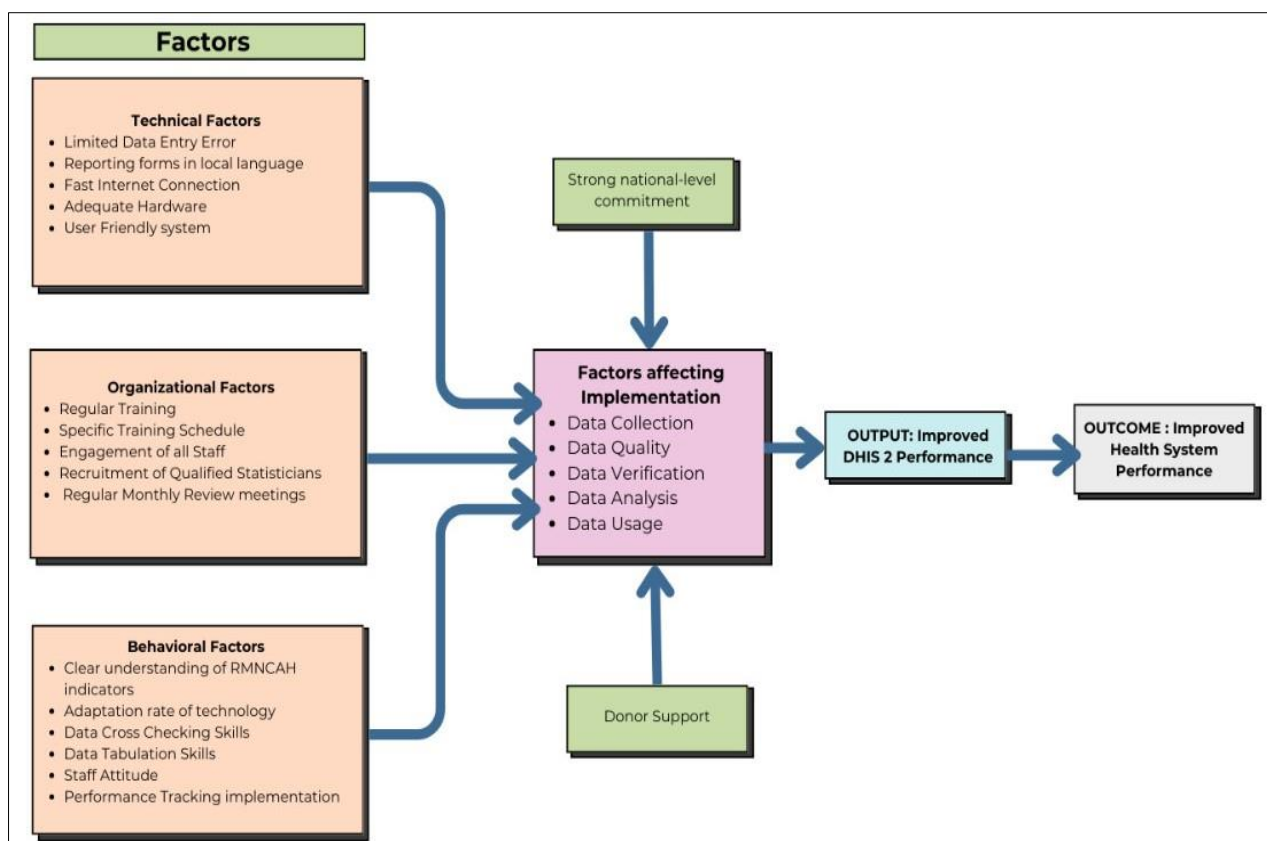 Factors
Technical Factors
• Limited Data Entry Error
• Reporting forms in local language
• Fast Internet Connection
• Adequate Hardware
• User Friendly system
Organizational Factors
• Regular Training
• Specific Training Schedule
• Engagement of all Staff
• Recruitment of Qualified Statisticians
• Regular Monthly Review meetings
Behavioral Factors
• Clear understanding of RMNCAH
indicators
• Adaptation rate of technology
• Data Cross Checking Skills
• Data Tabulation Skills
• Staff Attitude
• Performance Tracking implementation
Strong national-level
commitment
Factors affecting
Implementation
• Data Collection
• Data Quality
• Data Verification
• Data Analysis
• Data Usage
Donor Support
OUTPUT: Improved
DHIS 2 Performance
OUTCOME : Improved
Health System
Performance